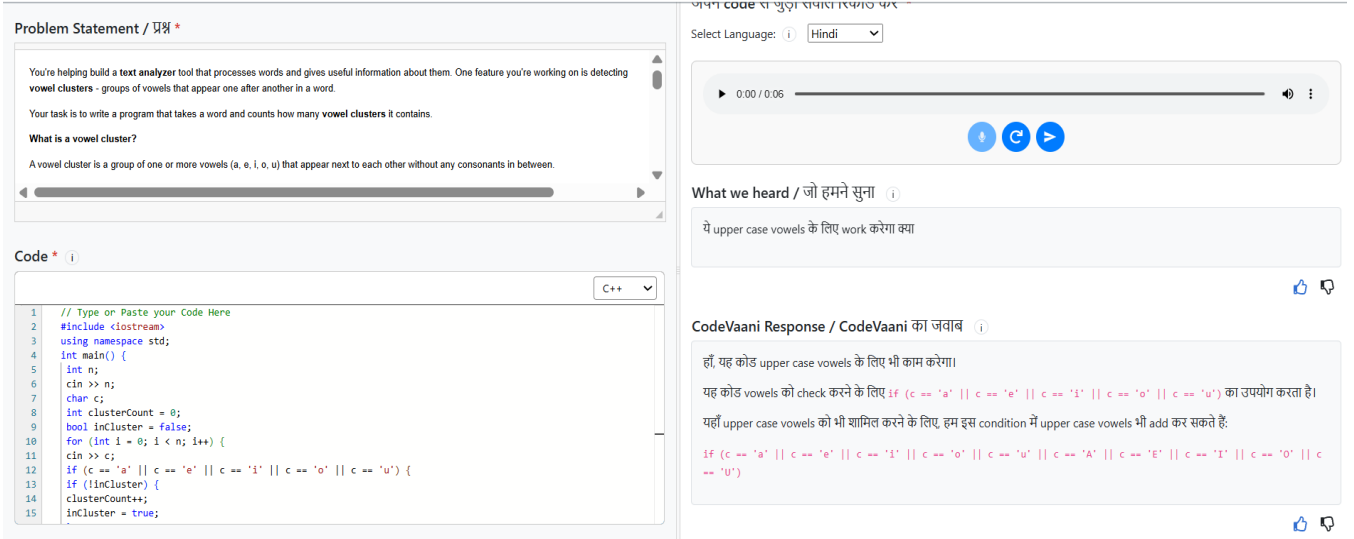 अपने code से जुड़ा सवाल रिकॉर्ड करें *
Problem Statement / प्रश्न *
You're helping build a text analyzer tool that processes words and gives useful information about them. One feature you're working on is detecting
vowel clusters - groups of vowels that appear one after another in a word.
Your task is to write a program that takes a word and counts how many vowel clusters it contains.
What is a vowel cluster?
A vowel cluster is a group of one or more vowels (a, e, i, o, u) that appear next to each other without any consonants in between.
Code * i
C++
1 // Type or Paste your Code Here
2 #include <iostream>
3 using namespace std;
4 int main() {
5 int n;
6 cin >> n;
7 char c;
8 int clusterCount = 0;
9 bool inCluster = false;
10 for (int i = 0; i < n; i++) {
11 cin >> c;
12 if (c == 'a' || c == 'e' || c == 'i' || c == 'o' || c == 'u') {
13 if (!inCluster) {
14 clusterCount++;
15 inCluster = true;
Select Language: i Hindi
0:00 / 0:06
What we heard / जो हमने सुना i
ये upper case vowels के लिए work करेगा क्या
CodeVaani Response / CodeVaani का जवाब i
हाँ, यह कोड upper case vowels के लिए भी काम करेगा।
यह कोड vowels को check करने के लिए if (c == 'a' || c == 'e' || c == 'i' || c == 'o' || c == 'u') का उपयोग करता है।
यहाँ upper case vowels को भी शामिल करने के लिए, हम इस condition में upper case vowels भी add कर सकते हैं:
if (c == 'a' || c == 'e' || c == 'i' || c == 'o' || c == 'u' || c == 'A' || c == 'E' || c == 'I' || c == 'O' || c
== 'U')